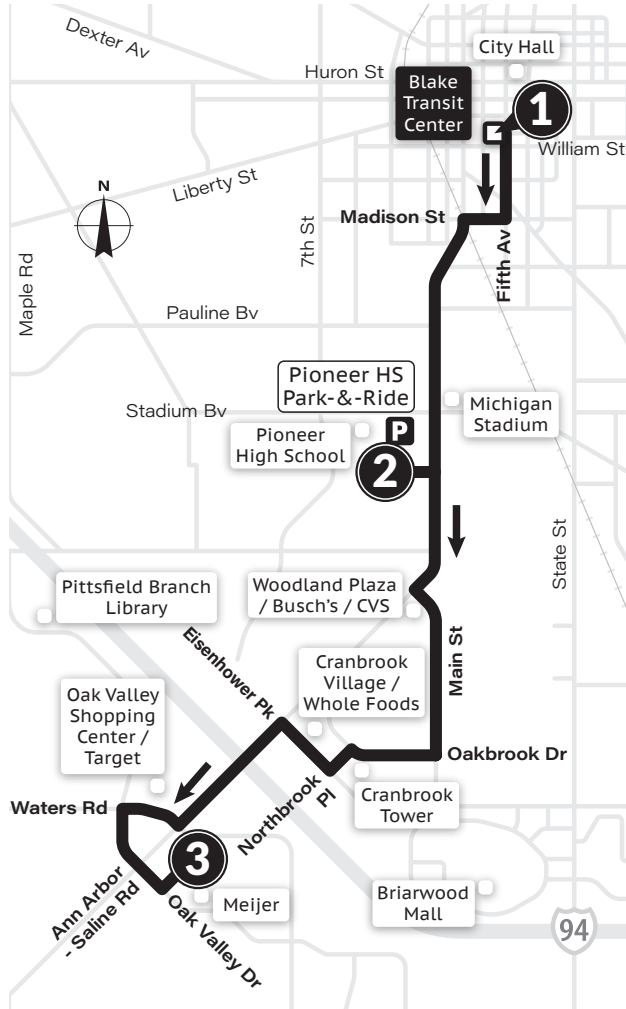 Dexter Av
City Hall
Huron St
Blake
Transit
Center
1
William St
Liberty St
N
Madison St
7th St
Fifth Av
Maple Rd
Pauline Bv
Pioneer HS
Park-&-Ride
Stadium Bv
Michigan
Stadium
P
Pioneer
High School
2
State St
Pittsfield Branch
Library
Woodland Plaza
/ Busch's / CVS
Eisenhower Pk
Main St
Cranbrook
Village /
Whole Foods
Oak Valley
Shopping
Center /
Target
Oakbrook Dr
Northbrook
Pl
Cranbrook
Tower
Waters Rd
3
Ann Arbor
- Saline Rd
Oak Valley Dr
Meijer
Briarwood
Mall
94